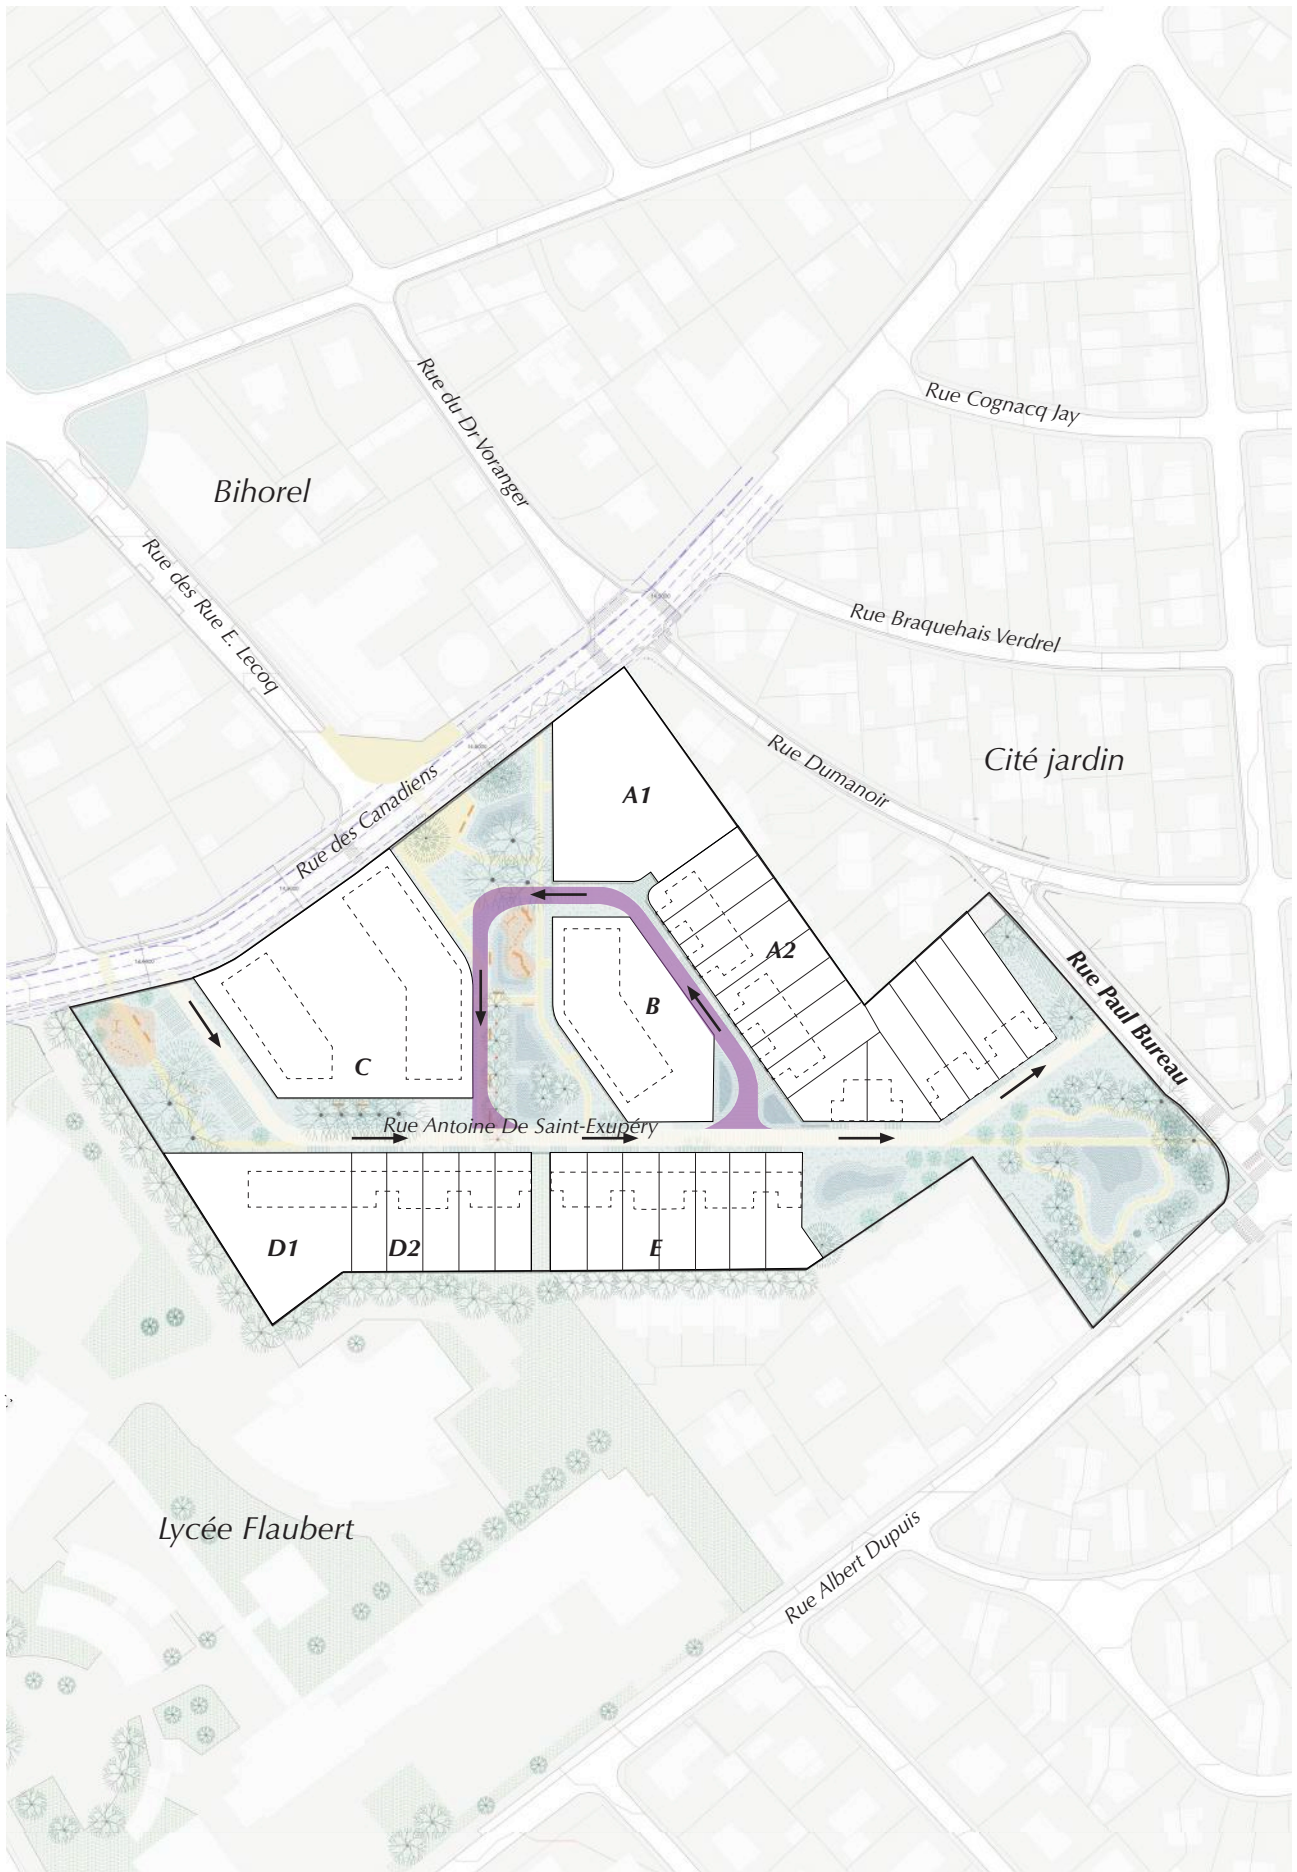 Rue Cognacq Jay
Rue du Dr Voranger
Bihorel
Rue des Rue E. Lecoq
Rue Braquehais Verdrel
Cité jardin
Rue Dumanoir
A1
Rue des Canadiens
A2
B
Rue Paul Bureau
C
Rue Antoine De Saint-Exupéry
D1
D2
E
Lycée Flaubert
Rue Albert Dupuis